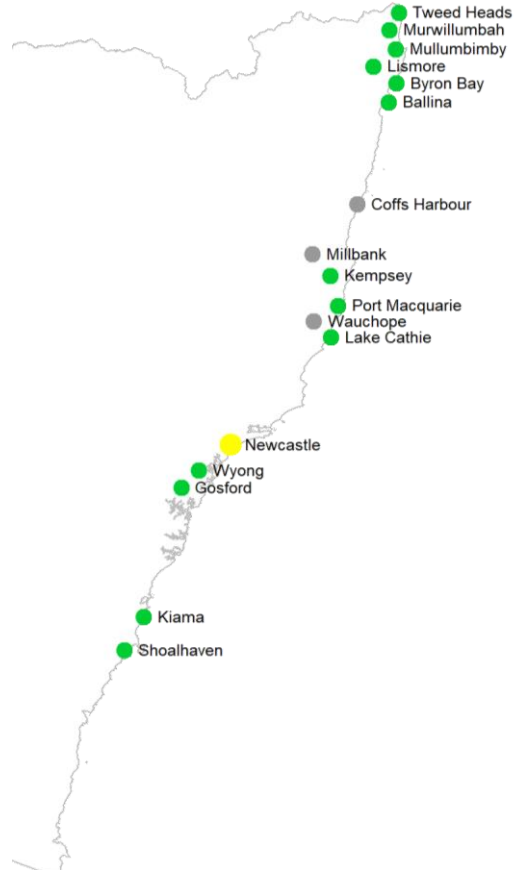 Tweed Heads
Murwillumbah
Mullumbimby
Lismore
Byron Bay
Ballina
Coffs Harbour
Millbank
Kempsey
Port Macquarie
Wauchope
Lake Cathie
Newcastle
Wyong
Gosford
Kiama
Shoalhaven